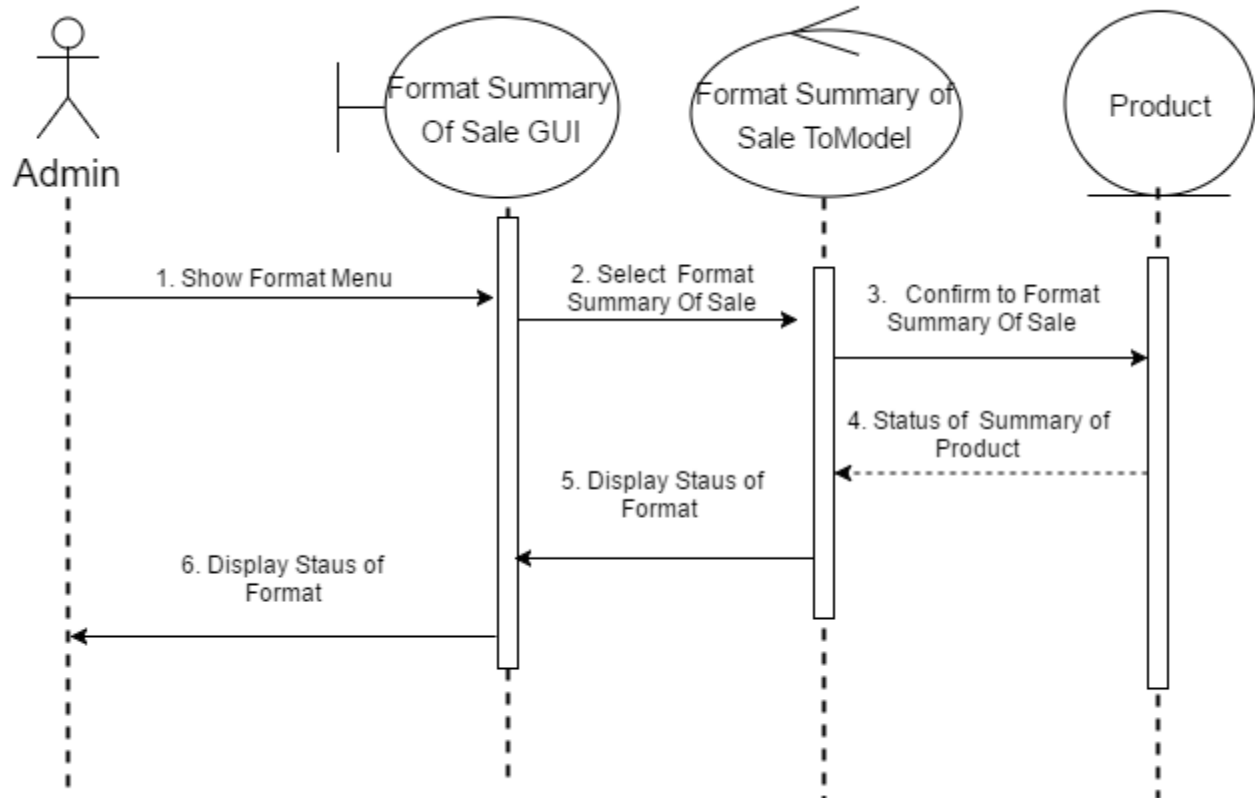 Admin
Format Summary
Of Sale GUI
Format Summary of
Sale ToModel
Product
1. Show Format Menu
2. Select Format
Summary Of Sale
3. Confirm to Format
Summary Of Sale
4. Status of Summary of
Product
5. Display Staus of
Format
6. Display Staus of
Format